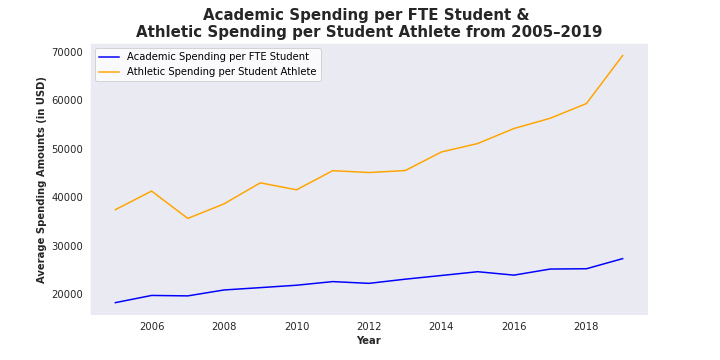 Academic Spending per FTE Student &
Athletic Spending per Student Athlete from 2005–2019
Academic Spending per FTE Student
Athletic Spending per Student Athlete
Average Spending Amounts (in USD)
70000
60000
50000
40000
30000
20000
2006 2008 2010 2012 2014 2016 2018
Year